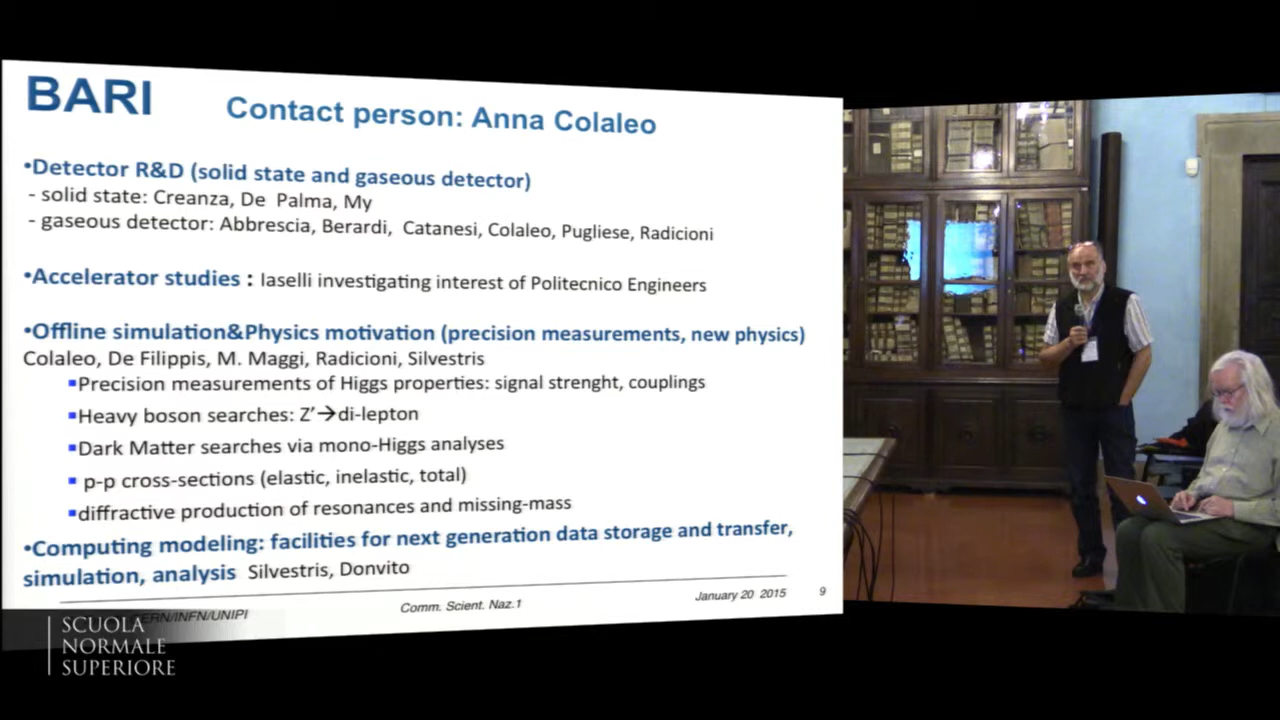 BARI
Contact person: Anna Colaleo
•Detector R&D (solid state and gaseous detector)
- solid state: Creanza, De Palma, My
- gaseous detector: Abbrescia, Berardi, Catanesi, Colaleo, Pugliese, Radicioni
•Accelerator studies : Iaselli investigating interest of Politecnico Engineers
•Offline simulation&Physics motivation (precision measurements, new physics)
Colaleo, De Filippis, M. Maggi, Radicioni, Silvestris
▪Precision measurements of Higgs properties: signal strenght, couplings
▪Heavy boson searches: Z’→di-lepton
▪Dark Matter searches via mono-Higgs analyses
▪ p-p cross-sections (elastic, inelastic, total)
▪diffractive production of resonances and missing-mass
•Computing modeling: facilities for next generation data storage and transfer,
simulation, analysis Silvestris, Donvito
CERN/INFN/UNIPI Comm. Scient. Naz.1 January 20 2015 9
SCUOLA
NORMALE
SUPERIORE